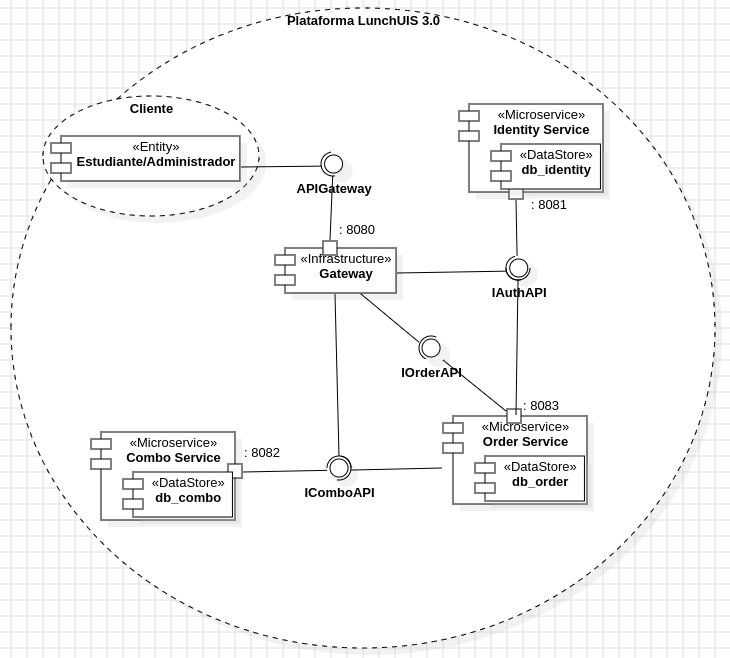 Plataforma LunchUIS 3.0
Cliente
«Entity»
Estudiante/Administrador
APIGateway
«Microservice»
Identity Service
«DataStore»
db_identity
: 8081
: 8080
«Infrastructure»
Gateway
IAuthAPI
IOrderAPI
: 8083
«Microservice»
Order Service
«DataStore»
db_order
«Microservice»
Combo Service
: 8082
«DataStore»
db_combo
IComboAPI